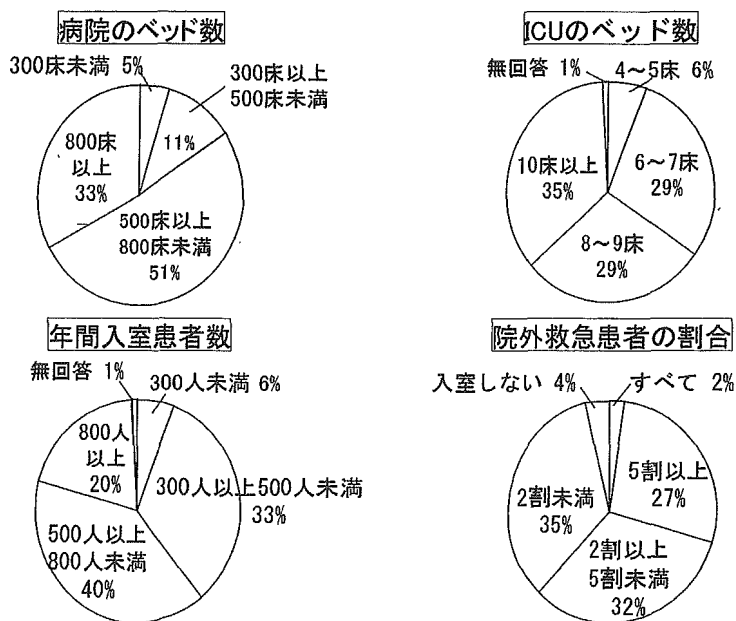 病院のベッド数
300床未満 5%
300床以上
500床未満
11%
800床
以上
33%
500床以上
800床未満
51%
ICUのベッド数
無回答 1%
4～5床 6%
6～7床
29%
10床以上
35%
8～9床
29%
年間入室患者数
無回答 1%
300人未満 6%
800人
以上
20%
300人以上500人未満
33%
500人以上
800人未満
40%
院外救急患者の割合
入室しない 4%
すべて 2%
5割以上
27%
2割未満
35%
2割以上
5割未満
32%